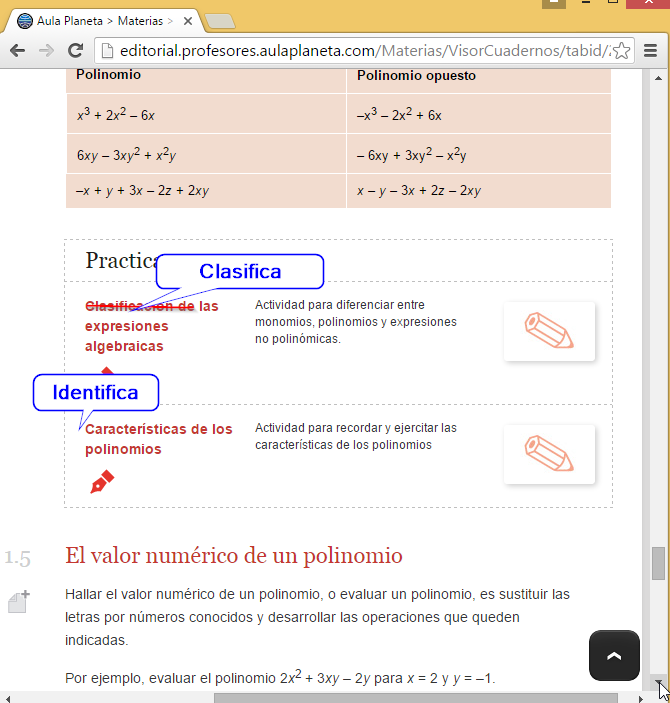 Aula Planeta > Materias >
editorial.profesores.aulaplaneta.com/Materias/VisorCuadernos/tabid/
Polinomio Polinomio opuesto
x³ + 2x² – 6x –x³ – 2x² + 6x
6xy – 3xy² + x²y – 6xy + 3xy² – x²y
–x + y + 3x – 2z + 2xy x – y – 3x + 2z – 2xy
Practica
Clasifica
Clasificación de las
expresiones
algebraicas
Actividad para diferenciar entre
monomios, polinomios y expresiones
no polinómicas.
Identifica
Características de los
polinomios
Actividad para recordar y ejercitar las
características de los polinomios
1.5 El valor numérico de un polinomio
Hallar el valor numérico de un polinomio, o evaluar un polinomio, es sustituir las
letras por números conocidos y desarrollar las operaciones que queden
indicadas.
Por ejemplo, evaluar el polinomio 2x² + 3xy – 2y para x = 2 y y = –1.